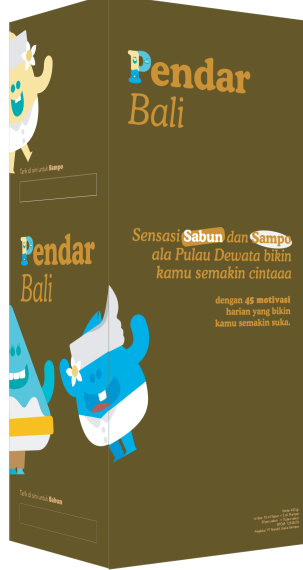 Pendar
Bali
Tarik di sini untuk Sampo
Pendar
Bali
Sensasi Sabun dan Sampo
ala Pulau Dewata bikin
kamu semakin cintaaa
dengan 45 motivasi
harian yang bikin
kamu semakin suka.
Tarik di sini untuk Sabun